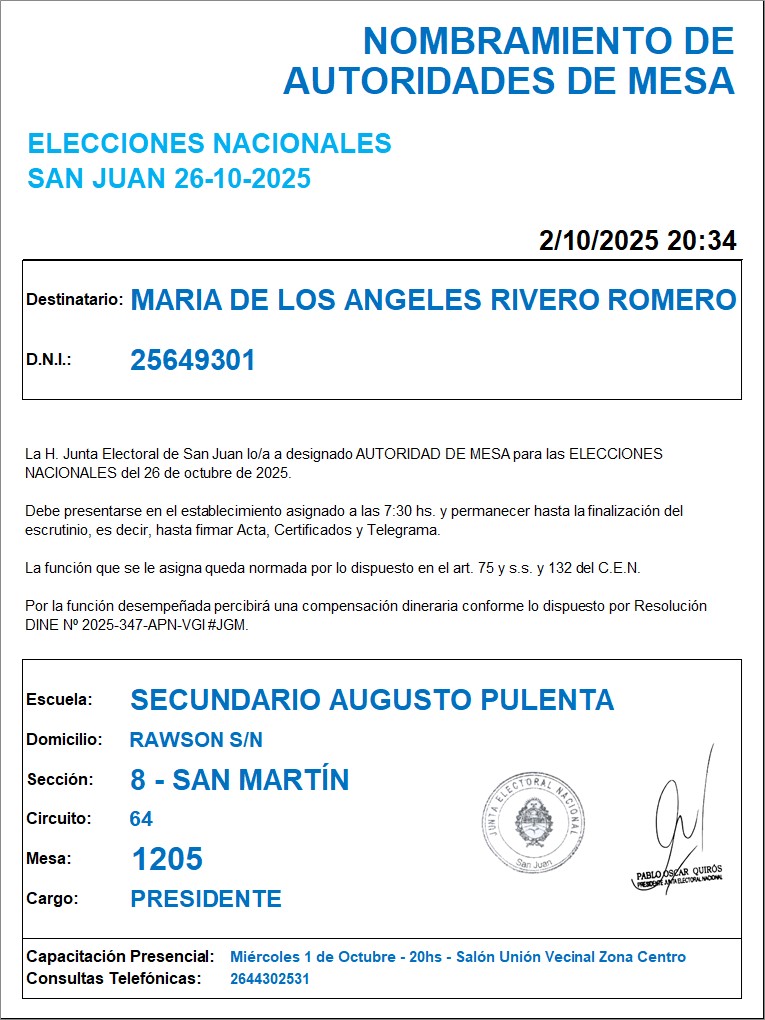 NOMBRAMIENTO DE
AUTORIDADES DE MESA
ELECCIONES NACIONALES
SAN JUAN 26-10-2025
2/10/2025 20:34
Destinatario: MARIA DE LOS ANGELES RIVERO ROMERO
D.N.I.: 25649301
La H. Junta Electoral de San Juan lo/a a designado AUTORIDAD DE MESA para las ELECCIONES
NACIONALES del 26 de octubre de 2025.
Debe presentarse en el establecimiento asignado a las 7:30 hs. y permanecer hasta la finalización del
escrutinio, es decir, hasta firmar Acta, Certificados y Telegrama.
La función que se le asigna queda normada por lo dispuesto en el art. 75 y s.s. y 132 del C.E.N.
Por la función desempeñada percibirá una compensación dineraria conforme lo dispuesto por Resolución
DINE Nº 2025-347-APN-VGI#JGM.
Escuela: SECUNDARIO AUGUSTO PULENTA
Domicilio: RAWSON S/N
Sección: 8 - SAN MARTÍN
Circuito: 64
Mesa: 1205
Cargo: PRESIDENTE
JUNTA ELECTORAL NACIONAL
San Juan
PABLO OSCAR QUIRÓS
PRESIDENTE JUNTA ELECTORAL NACIONAL
Capacitación Presencial: Miércoles 1 de Octubre - 20hs - Salón Unión Vecinal Zona Centro
Consultas Telefónicas: 2644302531